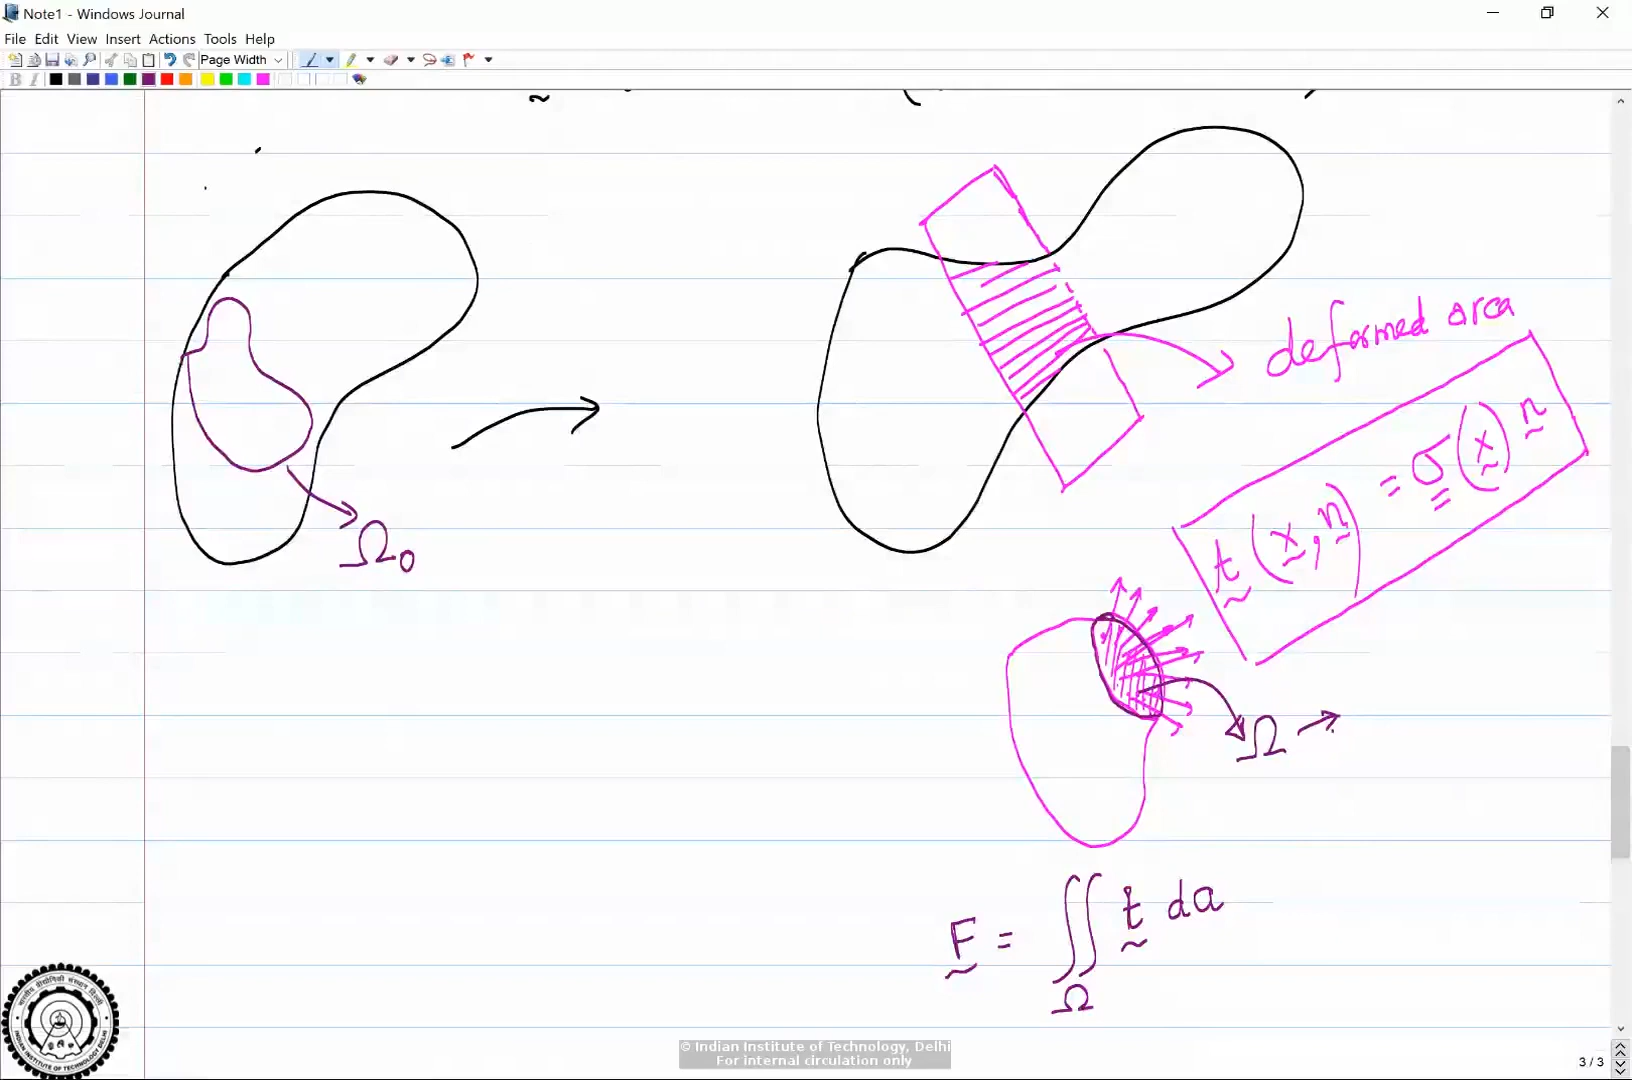 Note1 - Windows Journal
File Edit View Insert Actions Tools Help
Page Width
B I
deformed area
t(x, n) = σ(x) n
Ω₀
Ω →
F = ∬ t da
Ω
© Indian Institute of Technology, Delhi
For internal circulation only
3 / 3